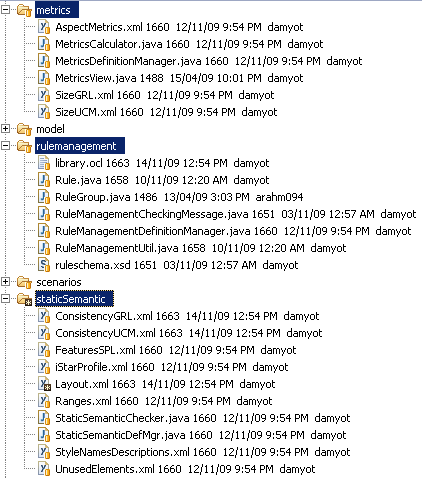 metrics
AspectMetrics.xml 1660 12/11/09 9:54 PM damyot
MetricsCalculator.java 1660 12/11/09 9:54 PM damyot
MetricsDefinitionManager.java 1660 12/11/09 9:54 PM damyot
MetricsView.java 1488 15/04/09 10:01 PM damyot
SizeGRL.xml 1660 12/11/09 9:54 PM damyot
SizeUCM.xml 1660 12/11/09 9:54 PM damyot
model
rulemanagement
library.ocl 1663 14/11/09 12:54 PM damyot
Rule.java 1658 10/11/09 12:20 AM damyot
RuleGroup.java 1486 13/04/09 3:03 PM arahm094
RuleManagementCheckingMessage.java 1651 03/11/09 12:57 AM damyot
RuleManagementDefinitionManager.java 1660 12/11/09 9:54 PM damyot
RuleManagementUtil.java 1658 10/11/09 12:20 AM damyot
ruleschema.xsd 1651 03/11/09 12:57 AM damyot
scenarios
staticSemantic
ConsistencyGRL.xml 1663 14/11/09 12:54 PM damyot
ConsistencyUCM.xml 1663 14/11/09 12:54 PM damyot
FeaturesSPL.xml 1660 12/11/09 9:54 PM damyot
iStarProfile.xml 1660 12/11/09 9:54 PM damyot
Layout.xml 1663 14/11/09 12:54 PM damyot
Ranges.xml 1660 12/11/09 9:54 PM damyot
StaticSemanticChecker.java 1660 12/11/09 9:54 PM damyot
StaticSemanticDefMgr.java 1660 12/11/09 9:54 PM damyot
StyleNamesDescriptions.xml 1660 12/11/09 9:54 PM damyot
UnusedElements.xml 1660 12/11/09 9:54 PM damyot